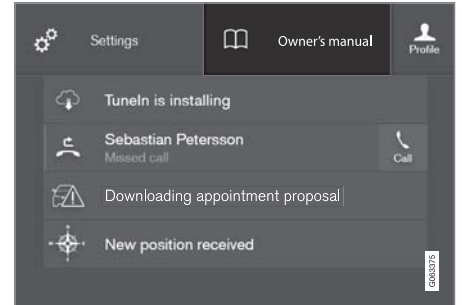 Settings
Owner's manual
Profile
TuneIn is installing
Sebastian Petersson
Missed call
Call
Downloading appointment proposal
New position received
G063375